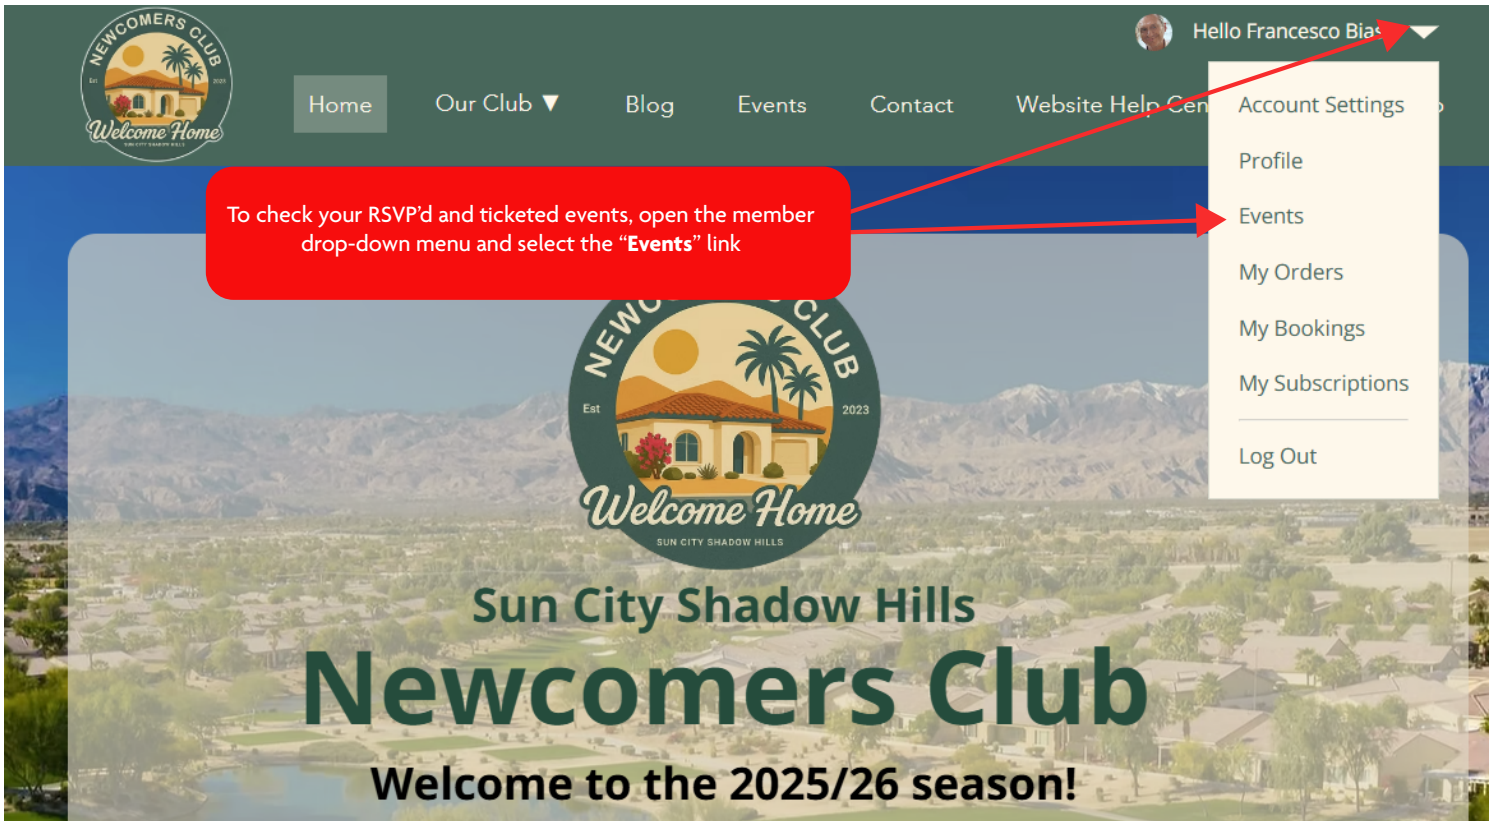 NEWCOMERS CLUB
Est
2023
Welcome Home
SUN CITY SHADOW HILLS
Hello Francesco
Home
Our Club ▼
Blog
Events
Contact
Website Help
Account Settings
Profile
Events
My Orders
My Bookings
My Subscriptions
Log Out
To check your RSVP’d and ticketed events, open the member
drop-down menu and select the “Events” link
CLUB
Est
2023
Welcome Home
SUN CITY SHADOW HILLS
Sun City Shadow Hills
Newcomers Club
Welcome to the 2025/26 season!